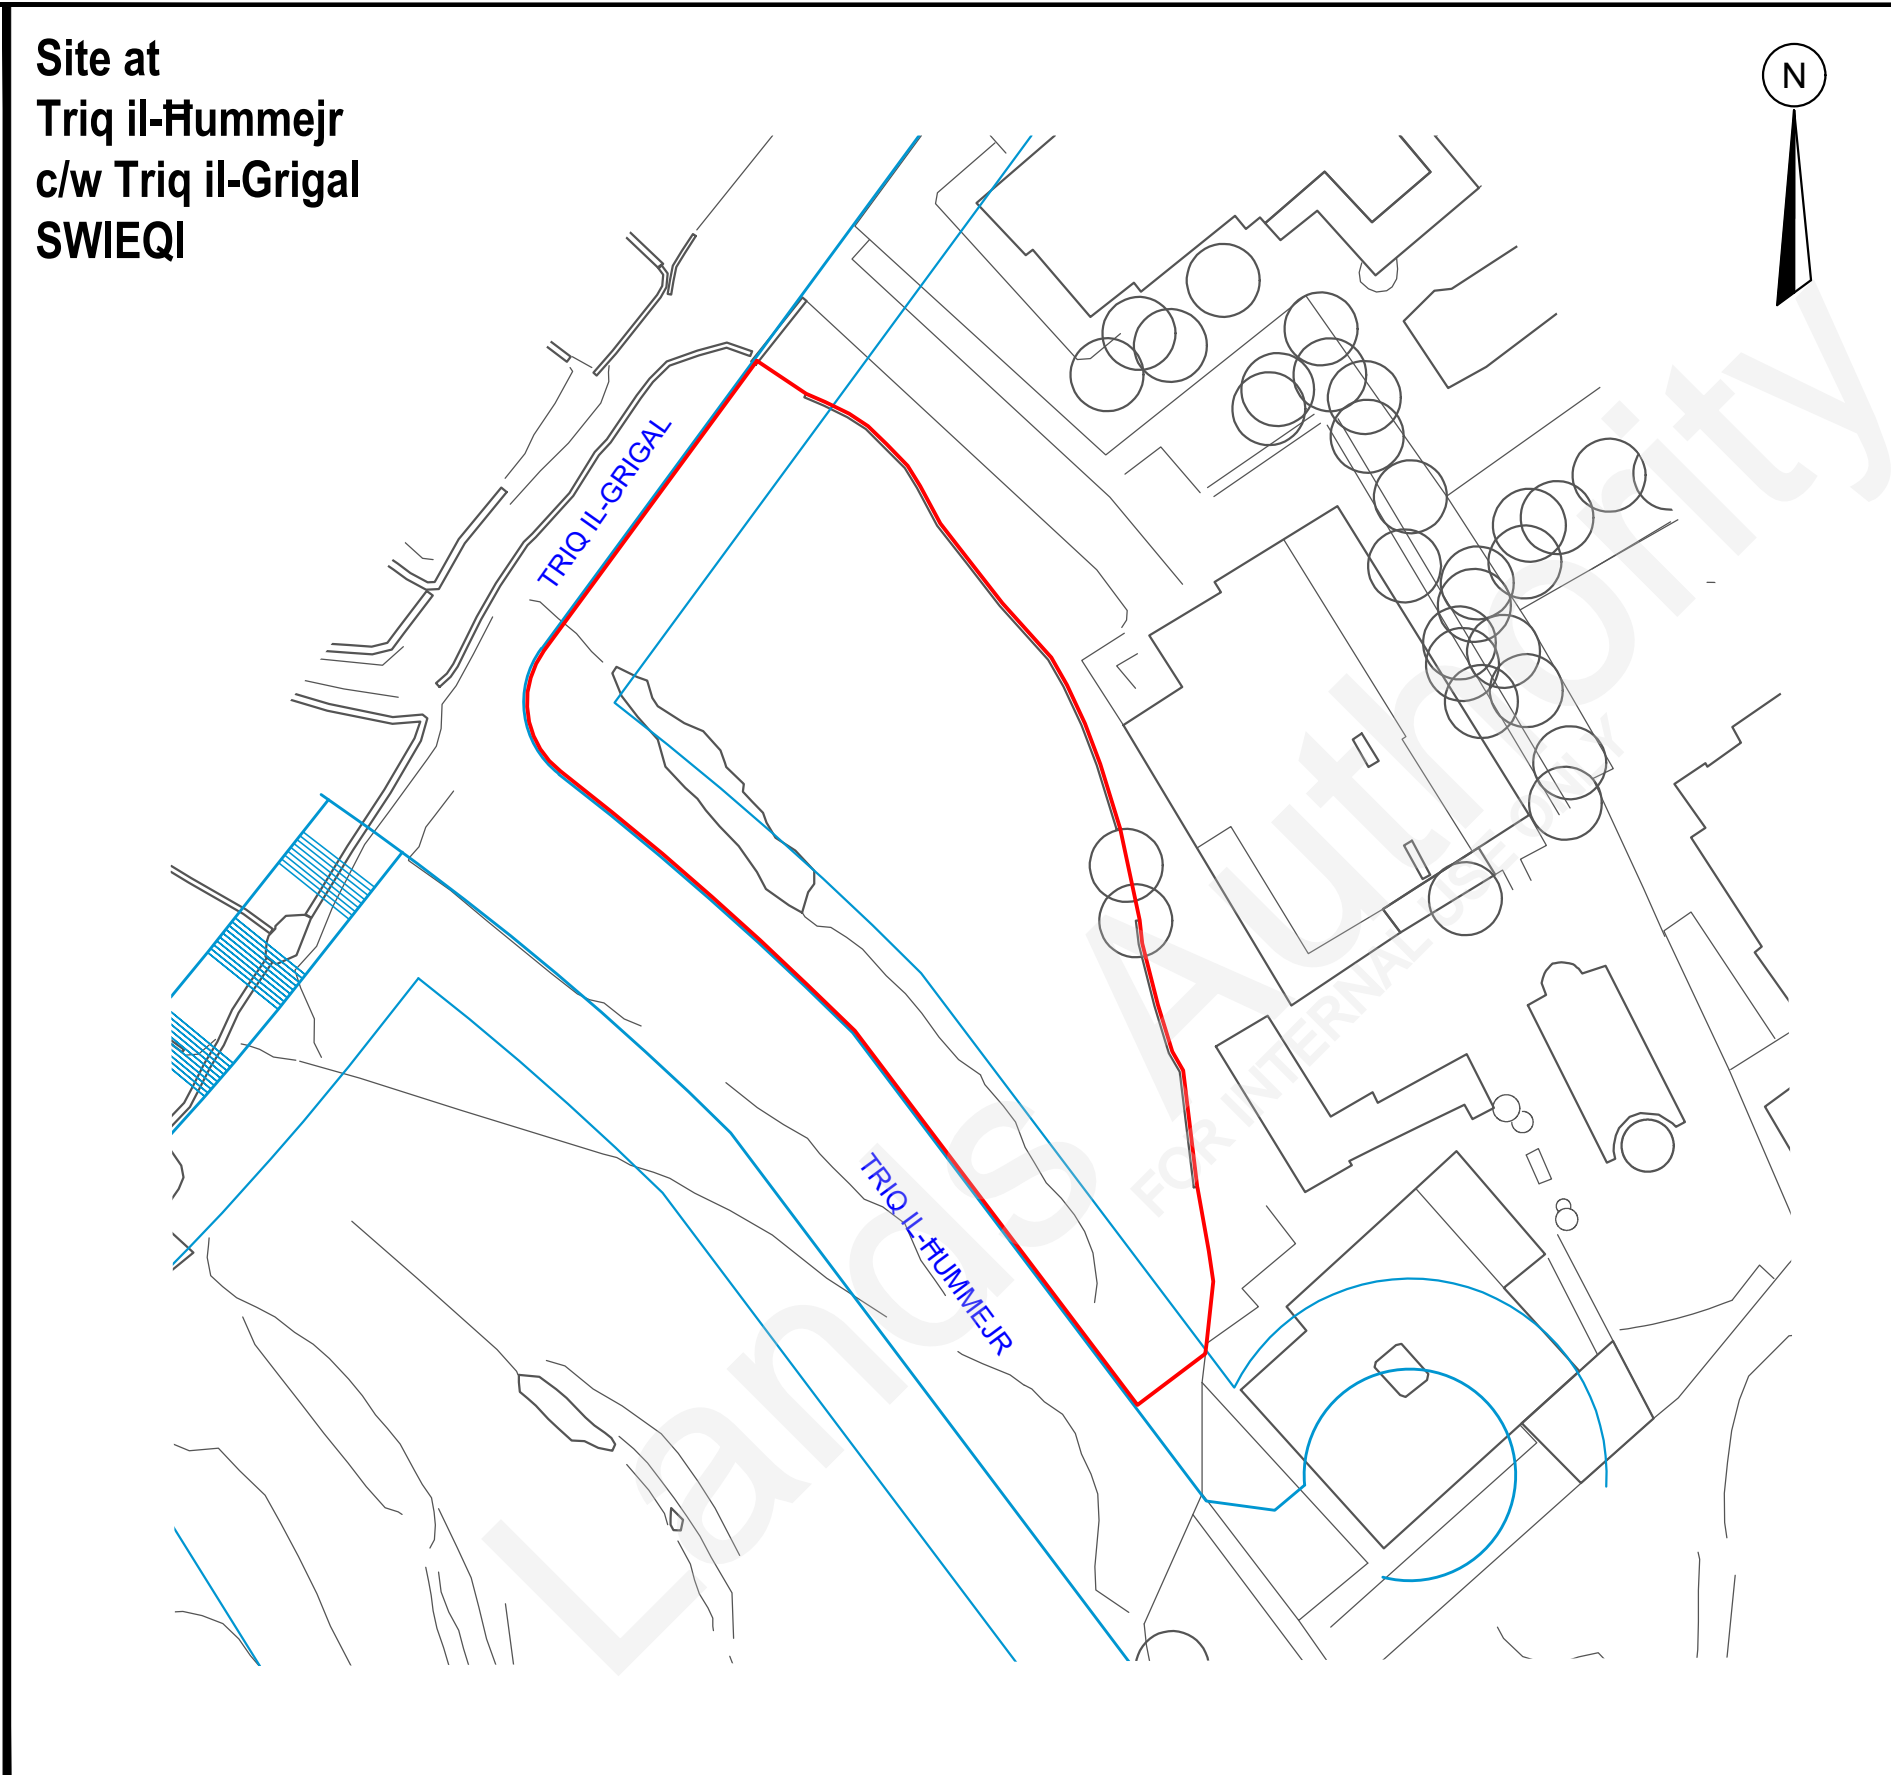 Site at
Triq il-Ħummejr
c/w Triq il-Grigal
SWIEQI
N
TRIQ IL-GRIGAL
TRIQ IL-ĦUMMEJR
Lands Authority
FOR INTERNAL USE ONLY